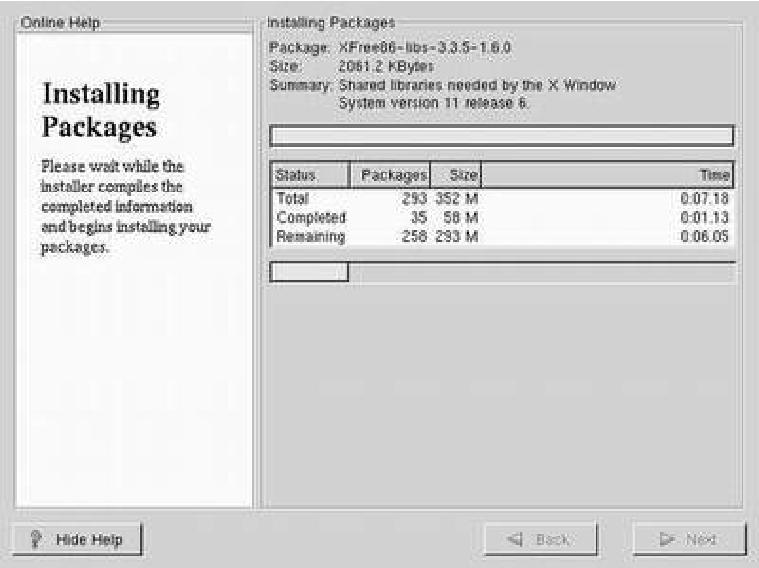 Online Help
Installing
Packages
Please wait while the
installer compiles the
completed information
and begins installing your
packages.
Installing Packages
Package: XFree86-libs-3.3.5-1.6.0
Size: 2061.2 KBytes
Summary: Shared libraries needed by the X Window
System version 11 release 6.
Status Packages Size Time
Total 293 352 M 0:07.18
Completed 35 58 M 0:01.13
Remaining 258 293 M 0:06.05
Hide Help
Back
Next